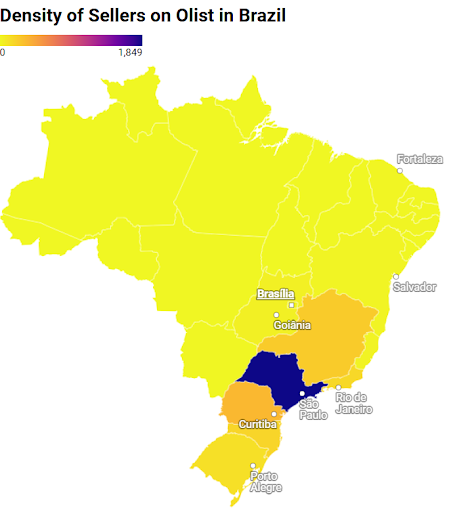 Density of Sellers on Olist in Brazil
0
1,849
Fortaleza
Salvador
Brasília
Goiânia
São
Paulo
Rio de
Janeiro
Curitiba
Porto
Alegre